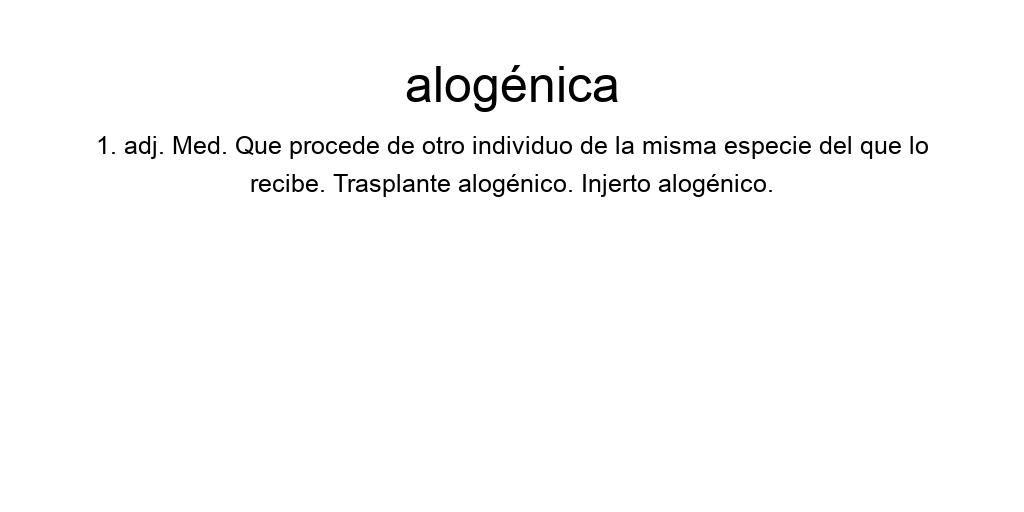 alogénica
1. adj. Med. Que procede de otro individuo de la misma especie del que lo
recibe. Trasplante alogénico. Injerto alogénico.